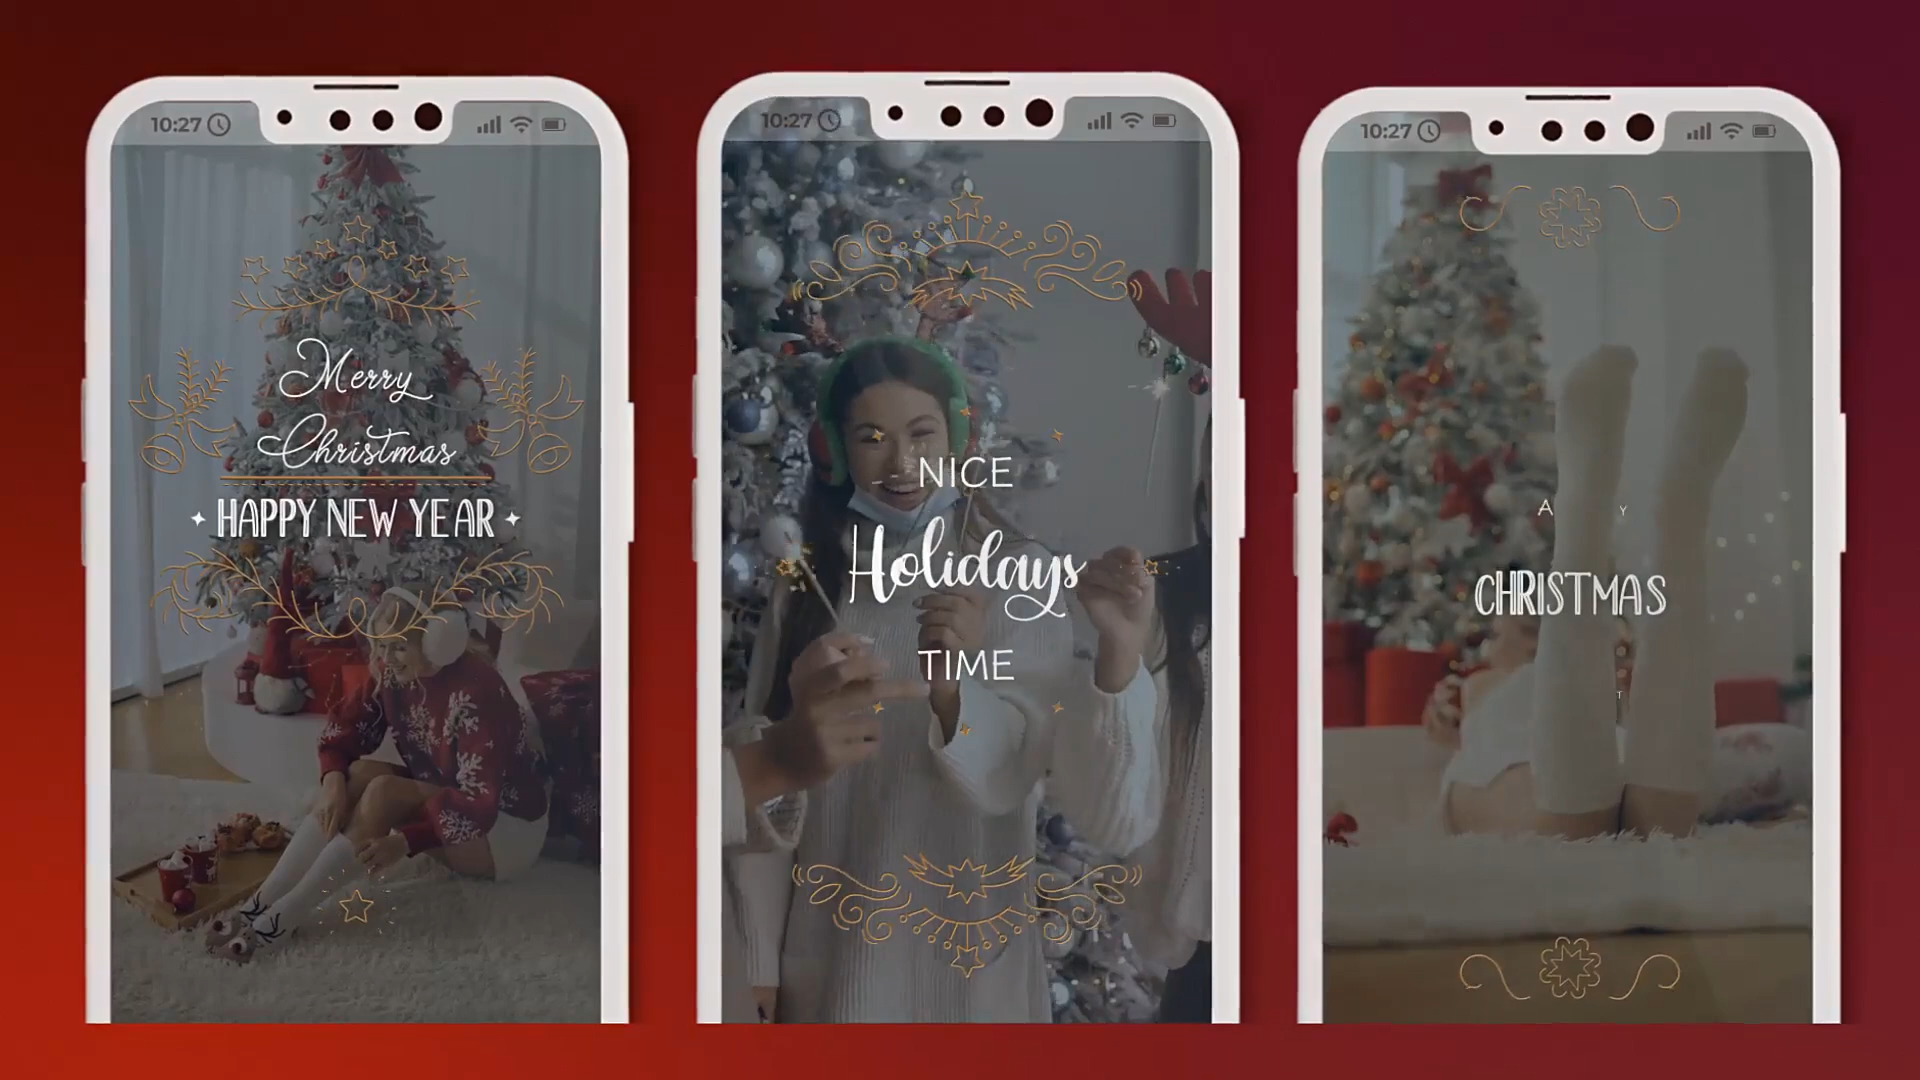 10:27
Merry
Christmas
HAPPY NEW YEAR
10:27
NICE
Holidays
TIME
10:27
A Y
CHRISTMAS
T